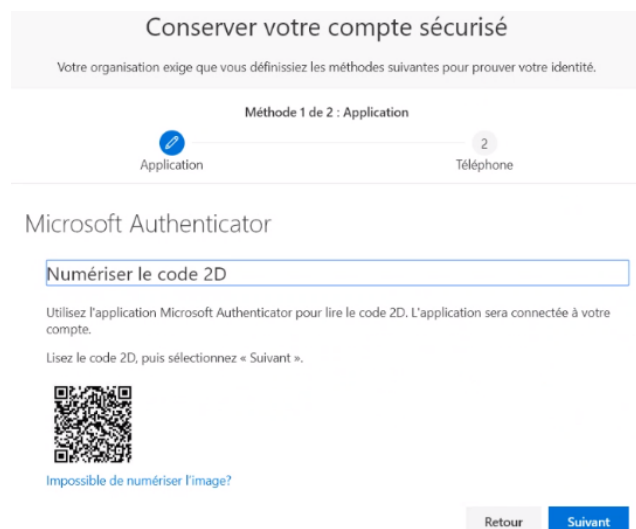 Conserver votre compte sécurisé
Votre organisation exige que vous définissiez les méthodes suivantes pour prouver votre identité.
Méthode 1 de 2 : Application
2
Application
Téléphone
Microsoft Authenticator
Numériser le code 2D
Utilisez l'application Microsoft Authenticator pour lire le code 2D. L'application sera connectée à votre
compte.
Lisez le code 2D, puis sélectionnez « Suivant ».
Impossible de numériser l'image?
Retour
Suivant